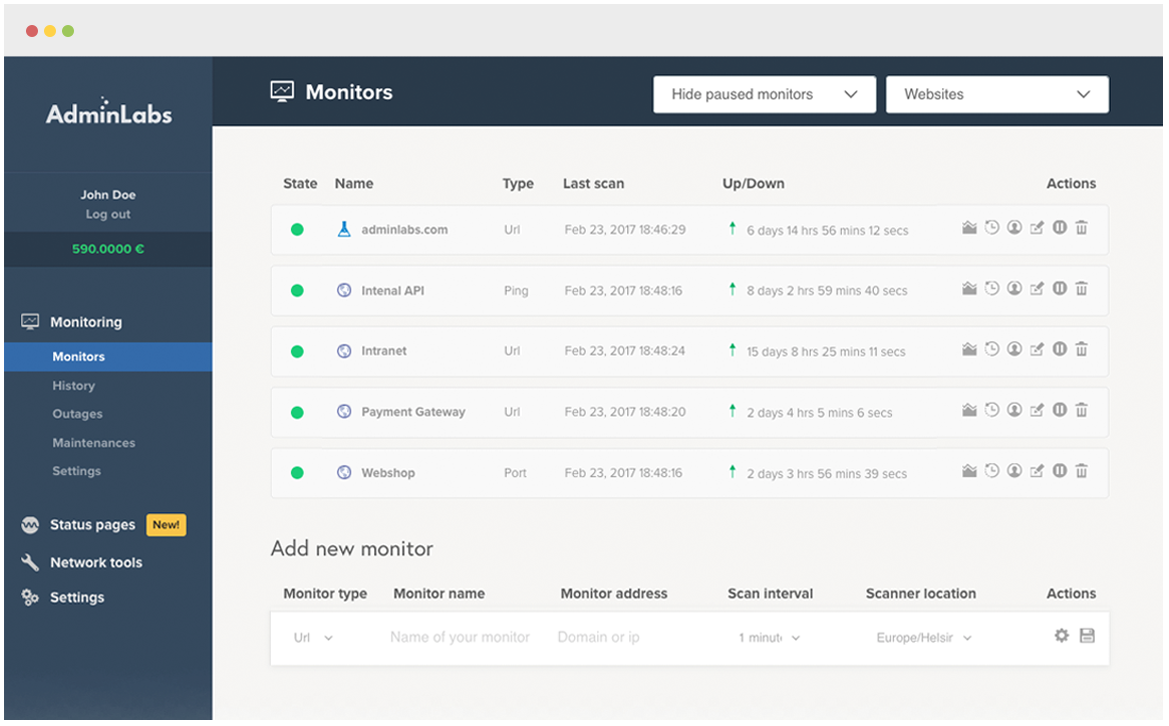 AdminLabs
John Doe
Log out
590.0000 €
Monitoring
Monitors
History
Outages
Maintenances
Settings
Status pages New!
Network tools
Settings
Monitors Hide paused monitors Websites
State Name Type Last scan Up/Down Actions
adminlabs.com Url Feb 23, 2017 18:46:29 6 days 14 hrs 56 mins 12 secs
Intenal API Ping Feb 23, 2017 18:48:16 8 days 2 hrs 59 mins 40 secs
Intranet Url Feb 23, 2017 18:48:24 15 days 8 hrs 25 mins 11 secs
Payment Gateway Url Feb 23, 2017 18:48:20 2 days 4 hrs 5 mins 6 secs
Webshop Port Feb 23, 2017 18:48:16 2 days 3 hrs 56 mins 39 secs
Add new monitor
Monitor type Monitor name Monitor address Scan interval Scanner location Actions
Url Name of your monitor Domain or ip 1 minut Europe/Helsir